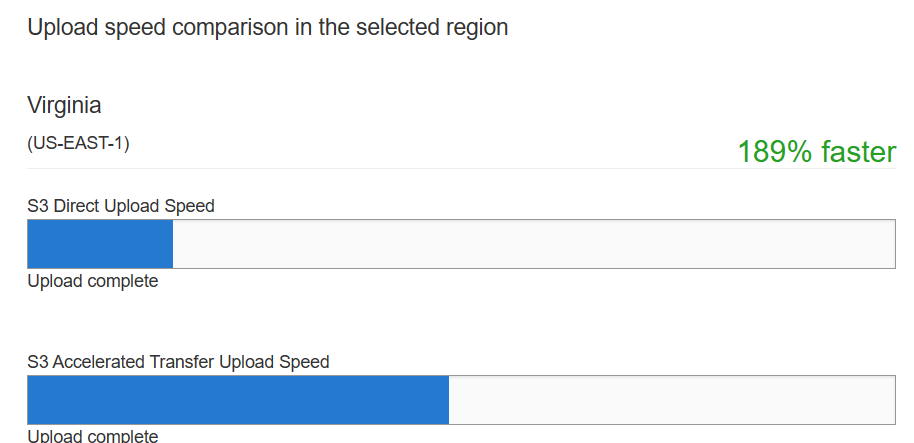 Upload speed comparison in the selected region
Virginia
(US-EAST-1)
189% faster
S3 Direct Upload Speed
Upload complete
S3 Accelerated Transfer Upload Speed
Upload complete